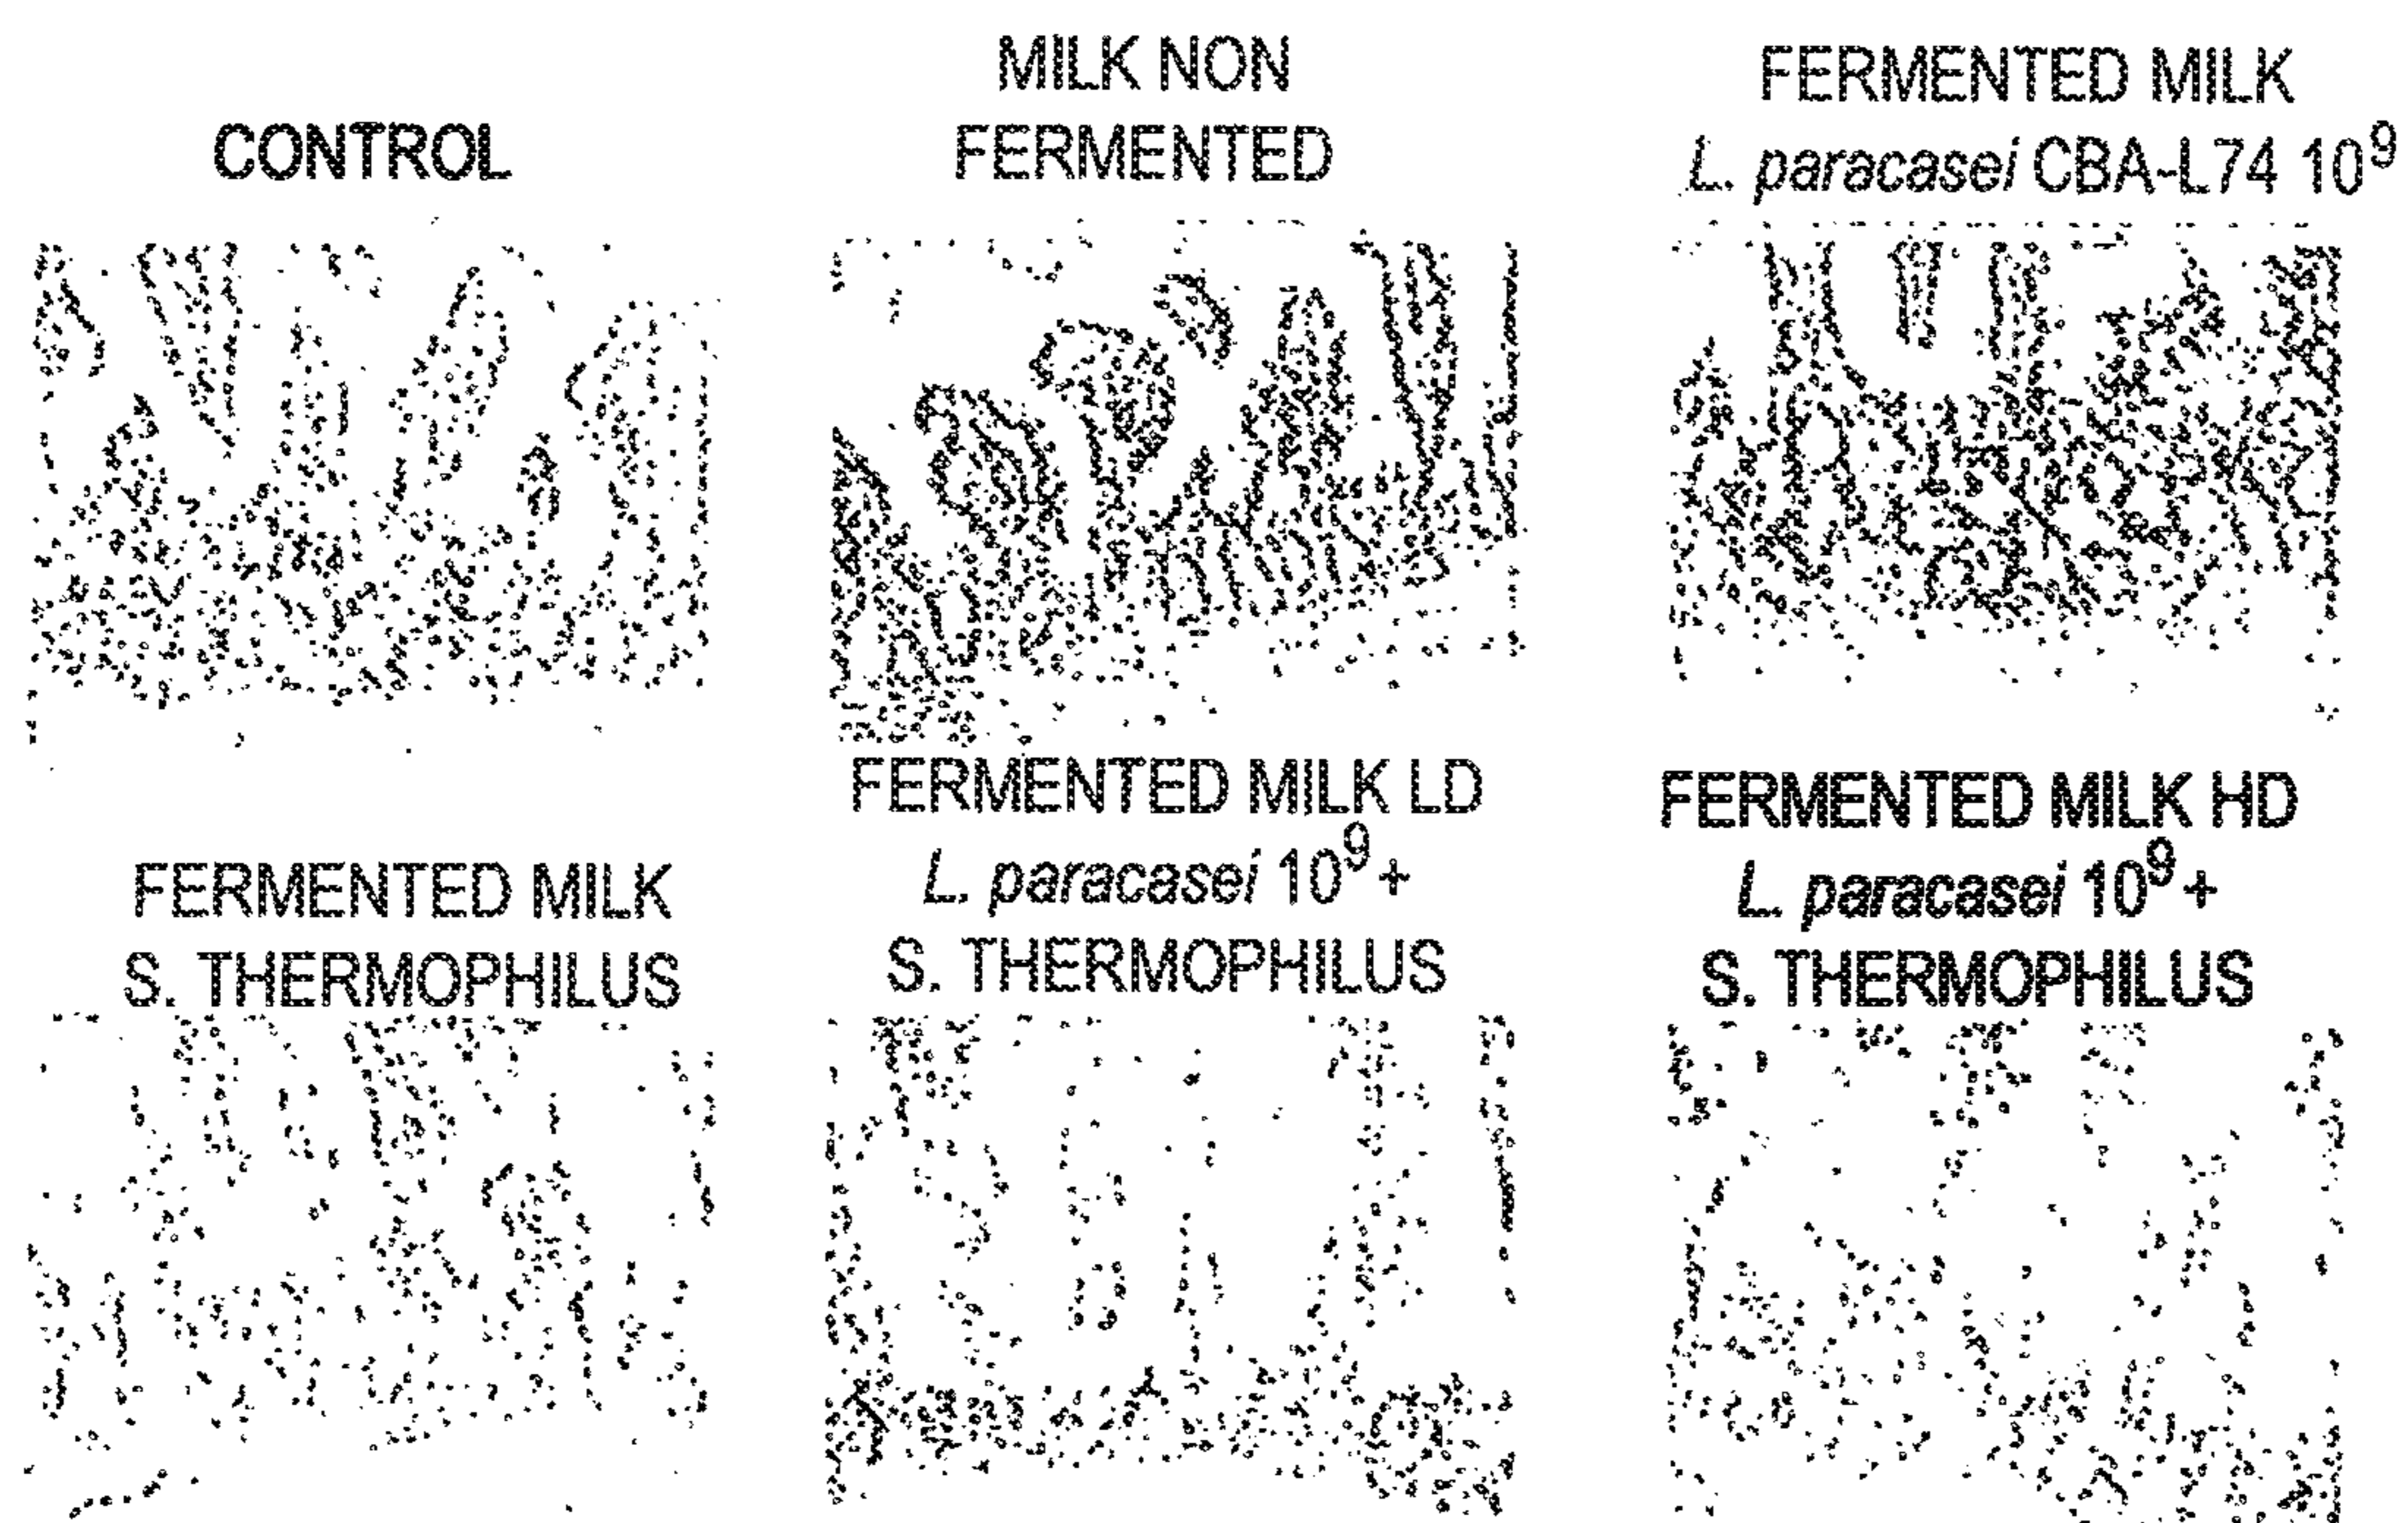 CONTROL
MILK NON
FERMENTED
FERMENTED MILK
L. paracasei CBA-L74 10⁹
FERMENTED MILK
S. THERMOPHILUS
FERMENTED MILK LD
L. paracasei 10⁹+
S. THERMOPHILUS
FERMENTED MILK HD
L. paracasei 10⁹+
S. THERMOPHILUS